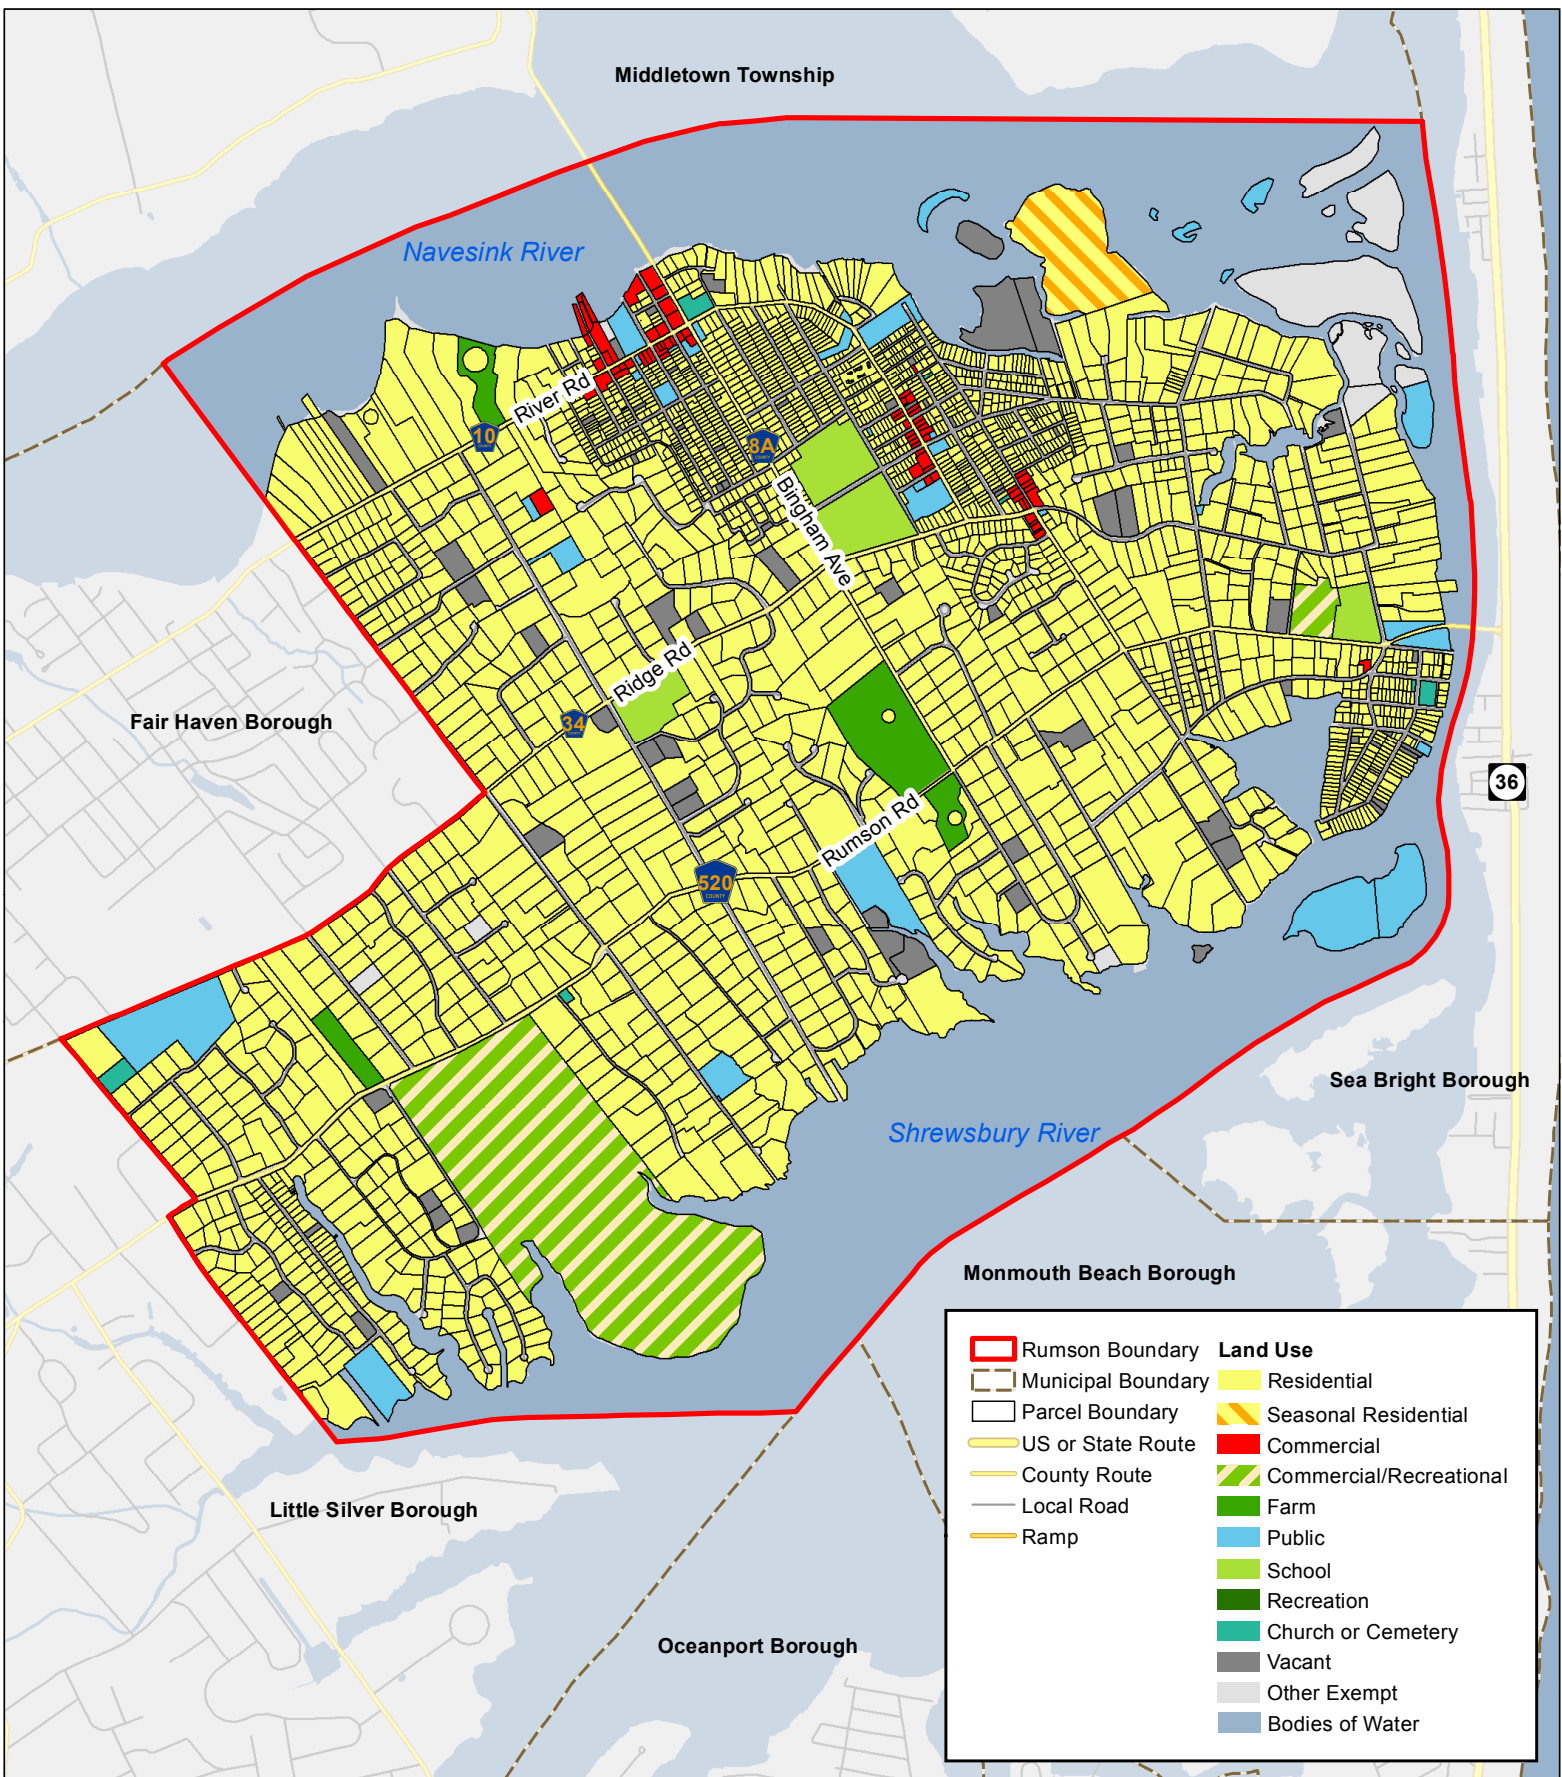 Middletown Township
Navesink River
River Rd
10
8A
COUNTY
Bingham Ave
Ridge Rd
34
Fair Haven Borough
36
Rumson Rd
520
COUNTY
Sea Bright Borough
Shrewsbury River
Monmouth Beach Borough
Little Silver Borough
Oceanport Borough
Rumson Boundary
Municipal Boundary
Parcel Boundary
US or State Route
County Route
Local Road
Ramp
Land Use
Residential
Seasonal Residential
Commercial
Commercial/Recreational
Farm
Public
School
Recreation
Church or Cemetery
Vacant
Other Exempt
Bodies of Water